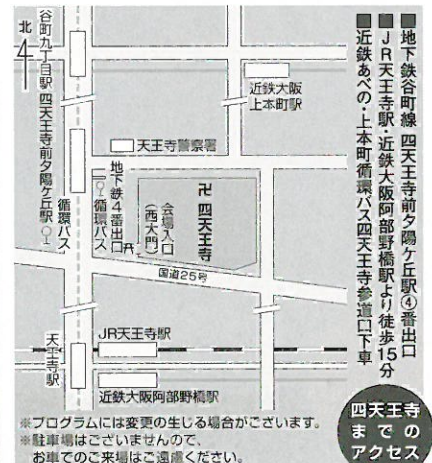 ■地下鉄谷町線 四天王寺前夕陽ケ丘駅④番出口
■JR天王寺駅・近鉄大阪阿部野橋駅より徒歩15分
■近鉄あべの・上本町循環バス四天王寺参道口下車
北
谷町九丁目駅
四天王寺前夕陽ケ丘駅
近鉄大阪
上本町駅
天王寺警察署
循環バス
地下鉄4番出口
循環バス
会場入口
(西大門)
卍 四天王寺
国道25号
天王寺駅
JR天王寺駅
近鉄大阪阿部野橋駅
※プログラムには変更の生じる場合がございます。
※駐車場はございませんので、
お車でのご来場はご遠慮ください。
四天王寺
までの
アクセス